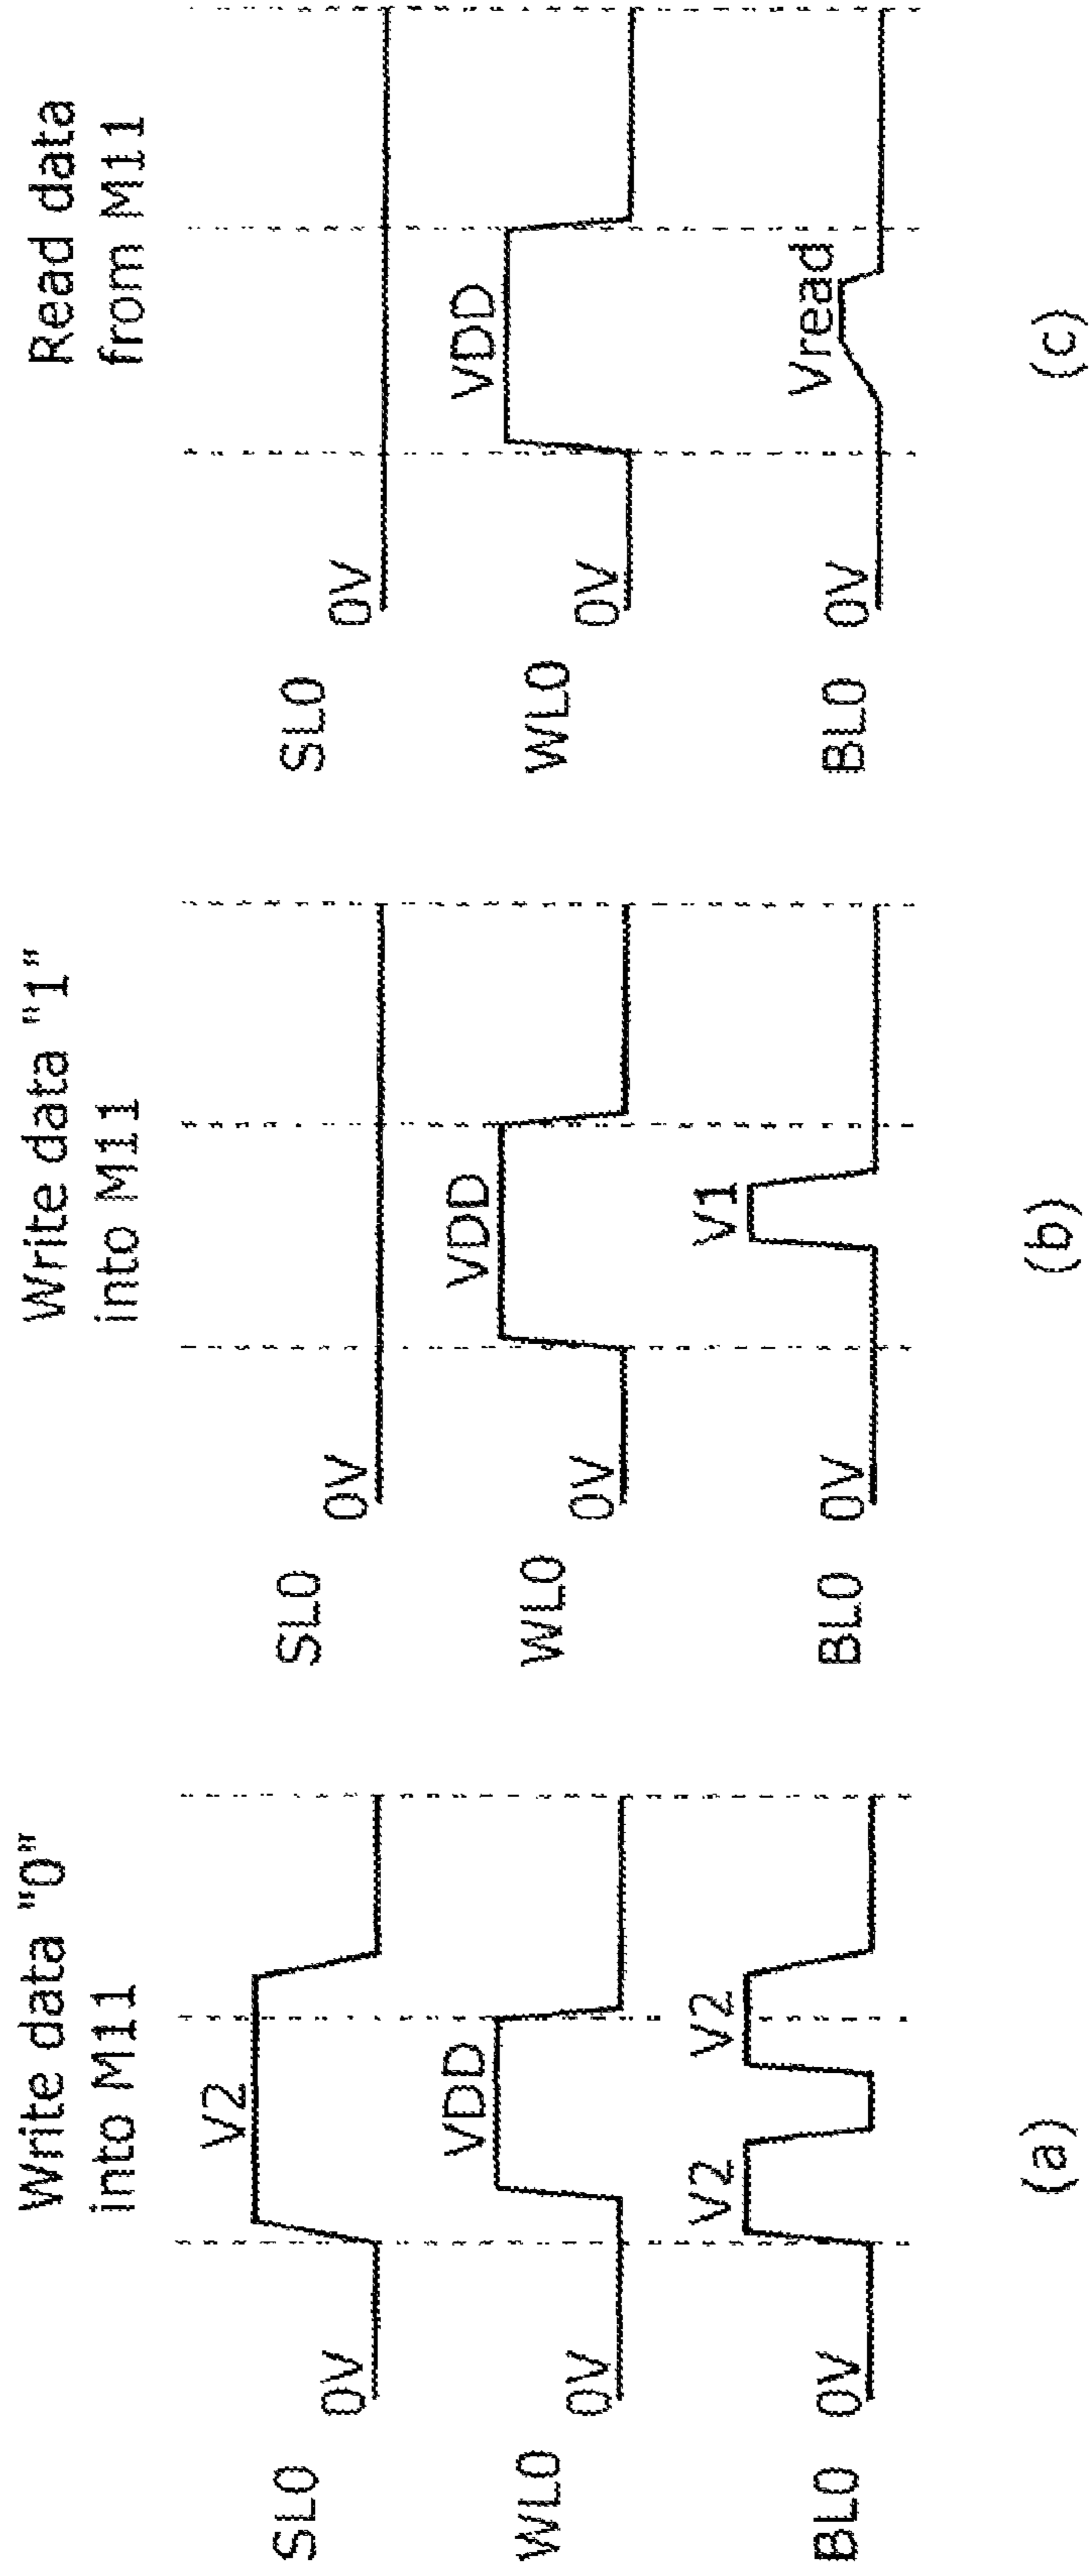 Write data "0"
into M11
SL0
0V
V2
WL0
0V
VDD
BL0
0V
V2
V2
(a)
Write data "1"
into M11
SL0
0V
WL0
0V
VDD
BL0
0V
V1
(b)
Read data
from M11
SL0
0V
WL0
0V
VDD
BL0
0V
Vread
(c)